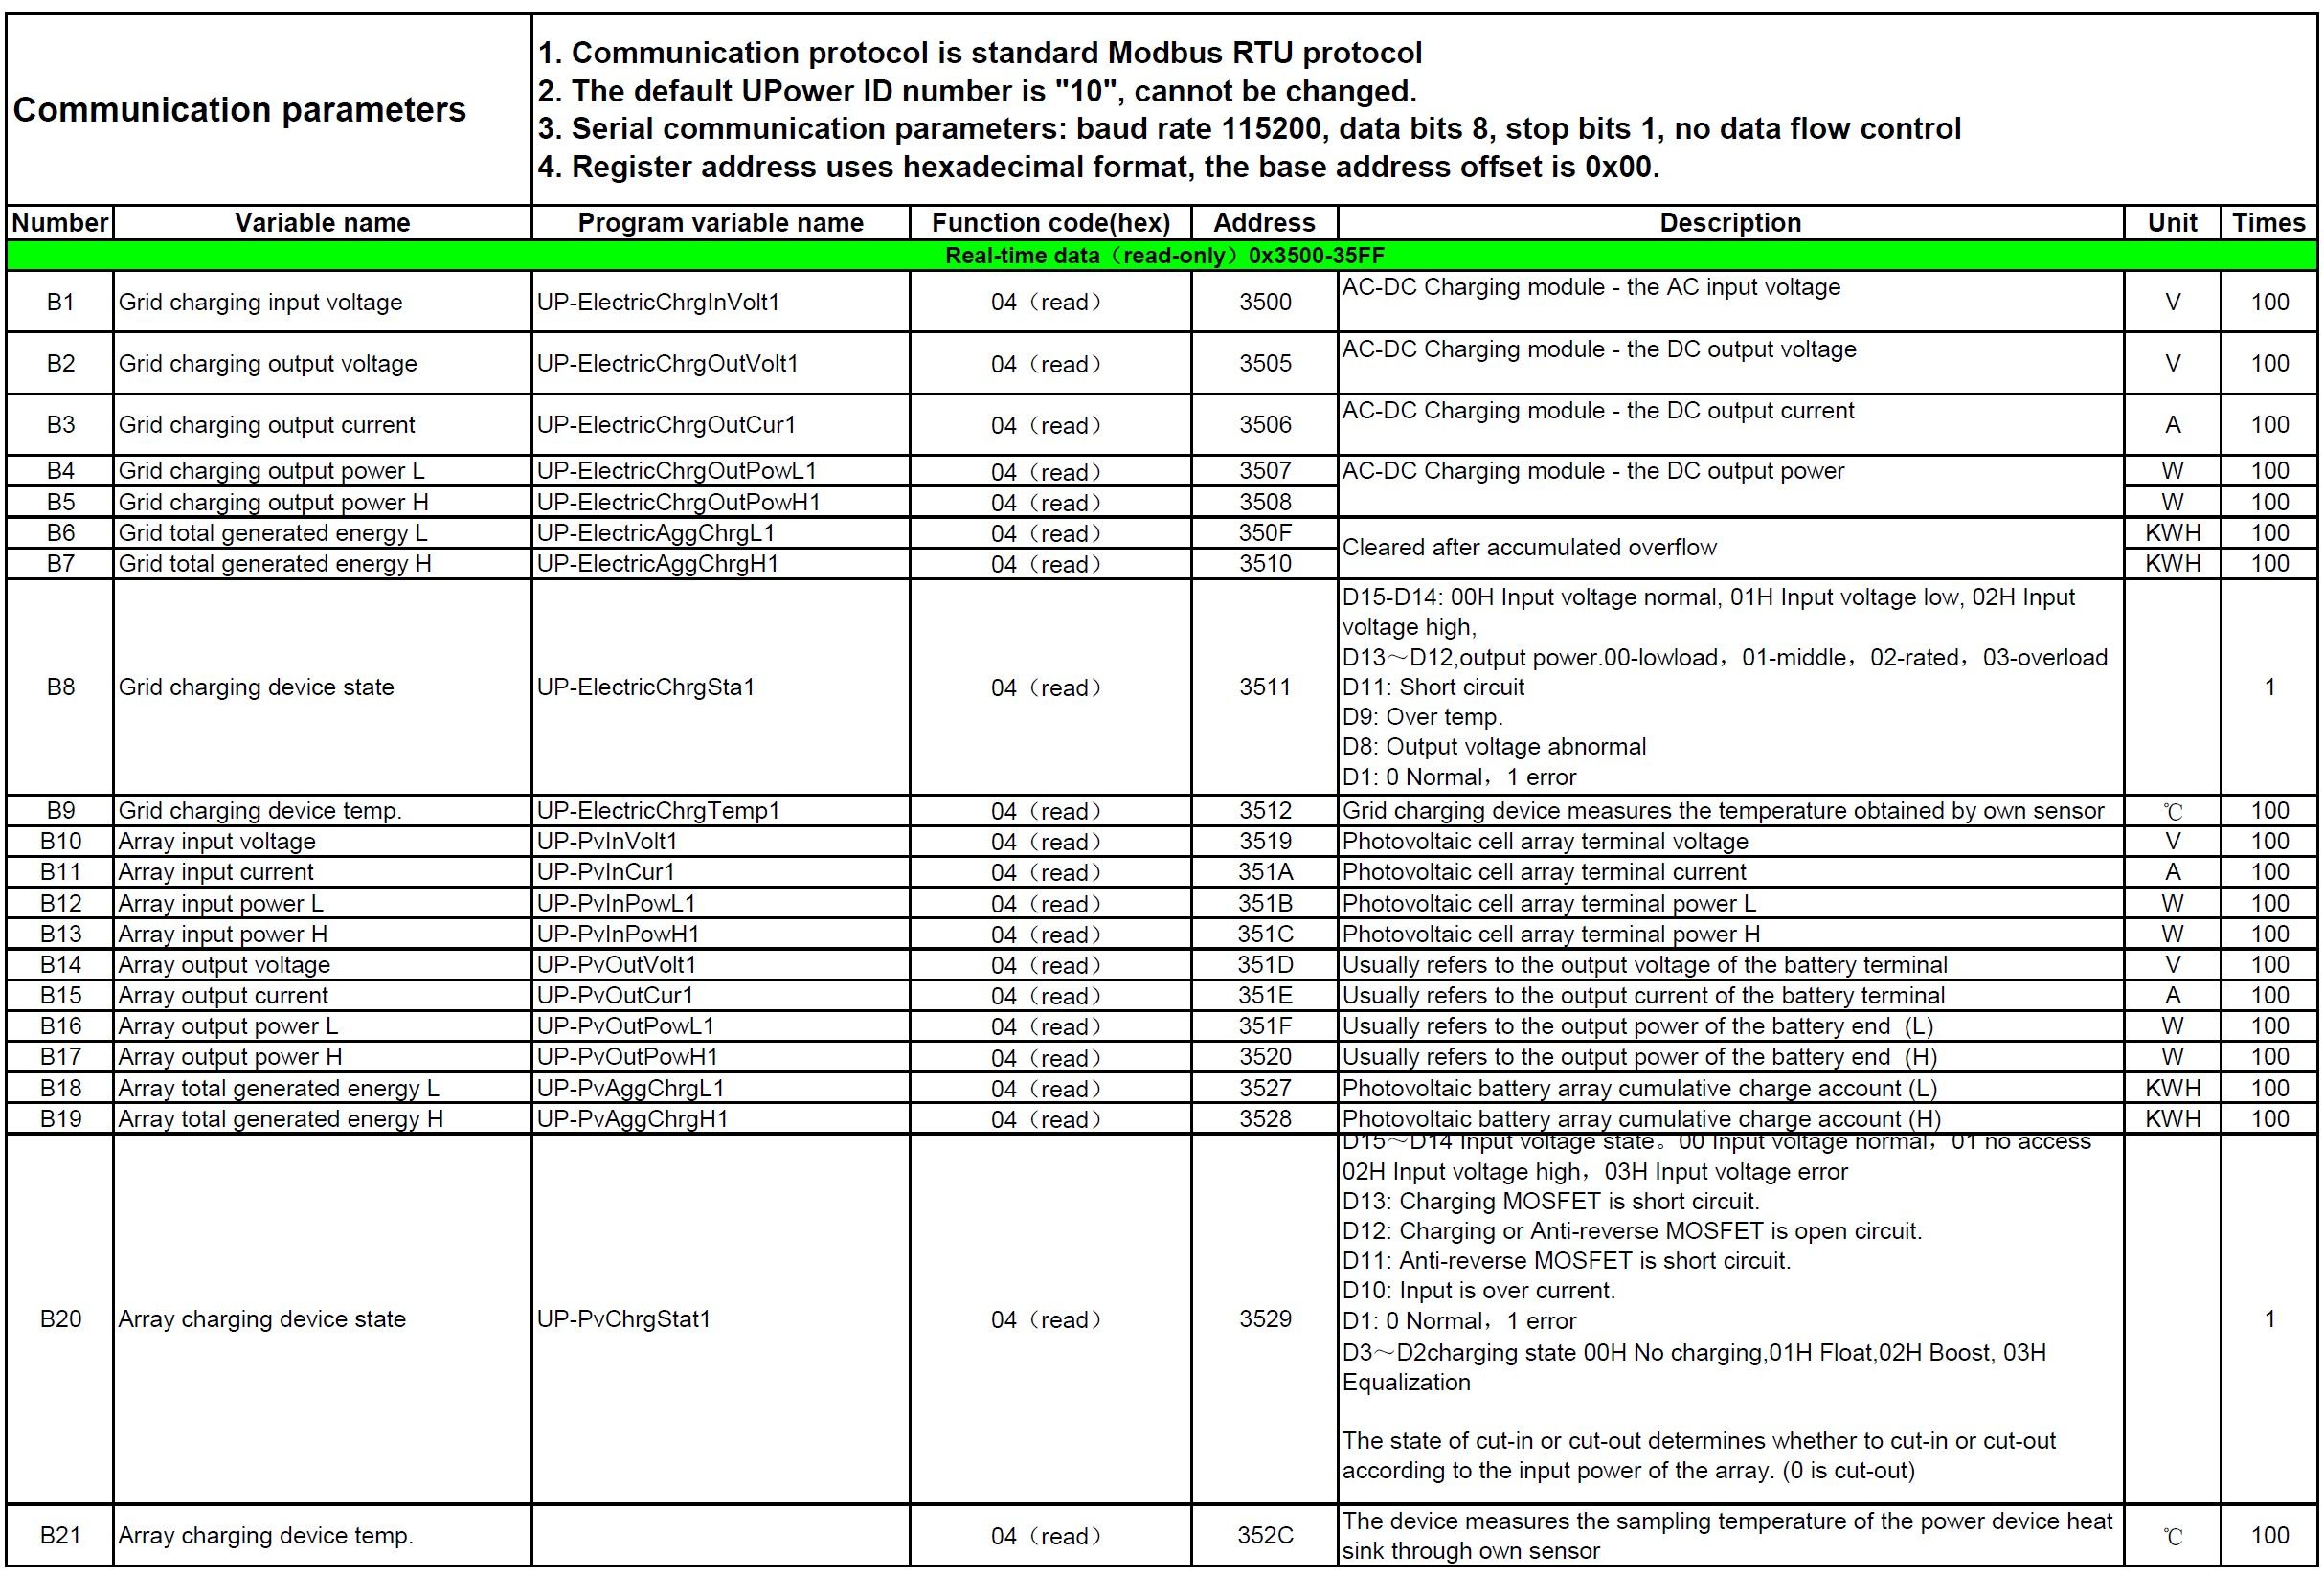 Communication parameters
1. Communication protocol is standard Modbus RTU protocol
2. The default UPower ID number is "10", cannot be changed.
3. Serial communication parameters: baud rate 115200, data bits 8, stop bits 1, no data flow control
4. Register address uses hexadecimal format, the base address offset is 0x00.
Number Variable name Program variable name Function code(hex) Address Description Unit Times
Real-time data（read-only）0x3500-35FF
B1 Grid charging input voltage UP-ElectricChrgInVolt1 04（read） 3500 AC-DC Charging module - the AC input voltage V 100
B2 Grid charging output voltage UP-ElectricChrgOutVolt1 04（read） 3505 AC-DC Charging module - the DC output voltage V 100
B3 Grid charging output current UP-ElectricChrgOutCur1 04（read） 3506 AC-DC Charging module - the DC output current A 100
B4 Grid charging output power L UP-ElectricChrgOutPowL1 04（read） 3507 AC-DC Charging module - the DC output power W 100
B5 Grid charging output power H UP-ElectricChrgOutPowH1 04（read） 3508 W 100
B6 Grid total generated energy L UP-ElectricAggChrgL1 04（read） 350F Cleared after accumulated overflow KWH 100
B7 Grid total generated energy H UP-ElectricAggChrgH1 04（read） 3510 KWH 100
B8 Grid charging device state UP-ElectricChrgSta1 04（read） 3511 D15-D14: 00H Input voltage normal, 01H Input voltage low, 02H Input
voltage high,
D13～D12,output power.00-lowload，01-middle，02-rated，03-overload
D11: Short circuit
D9: Over temp.
D8: Output voltage abnormal
D1: 0 Normal，1 error
1
B9 Grid charging device temp. UP-ElectricChrgTemp1 04（read） 3512 Grid charging device measures the temperature obtained by own sensor ℃ 100
B10 Array input voltage UP-PvInVolt1 04（read） 3519 Photovoltaic cell array terminal voltage V 100
B11 Array input current UP-PvInCur1 04（read） 351A Photovoltaic cell array terminal current A 100
B12 Array input power L UP-PvInPowL1 04（read） 351B Photovoltaic cell array terminal power L W 100
B13 Array input power H UP-PvInPowH1 04（read） 351C Photovoltaic cell array terminal power H W 100
B14 Array output voltage UP-PvOutVolt1 04（read） 351D Usually refers to the output voltage of the battery terminal V 100
B15 Array output current UP-PvOutCur1 04（read） 351E Usually refers to the output current of the battery terminal A 100
B16 Array output power L UP-PvOutPowL1 04（read） 351F Usually refers to the output power of the battery end (L) W 100
B17 Array output power H UP-PvOutPowH1 04（read） 3520 Usually refers to the output power of the battery end (H) W 100
B18 Array total generated energy L UP-PvAggChrgL1 04（read） 3527 Photovoltaic battery array cumulative charge account (L) KWH 100
B19 Array total generated energy H UP-PvAggChrgH1 04（read） 3528 Photovoltaic battery array cumulative charge account (H) KWH 100
B20 Array charging device state UP-PvChrgStat1 04（read） 3529 D15～D14 Input voltage state。00 Input voltage normal，01 no access
02H Input voltage high，03H Input voltage error
D13: Charging MOSFET is short circuit.
D12: Charging or Anti-reverse MOSFET is open circuit.
D11: Anti-reverse MOSFET is short circuit.
D10: Input is over current.
D1: 0 Normal，1 error
D3～D2charging state 00H No charging,01H Float,02H Boost, 03H
Equalization
The state of cut-in or cut-out determines whether to cut-in or cut-out
according to the input power of the array. (0 is cut-out)
1
B21 Array charging device temp. 04（read） 352C The device measures the sampling temperature of the power device heat
sink through own sensor
℃ 100